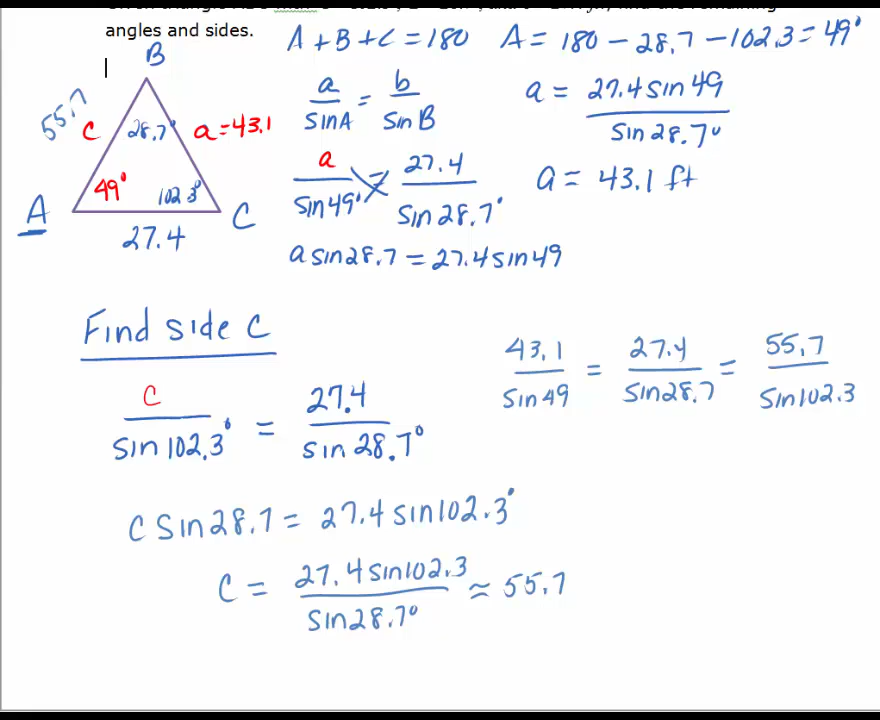 angles and sides.
A + B + C = 180
A = 180 - 28.7 - 102.3 = 49°
B
55.7
c
28.7°
a = 43.1
49°
102.3°
A
C
27.4
a/sin A = b/sin B
a/sin 49° = 27.4/sin 28.7°
a sin 28.7 = 27.4 sin 49
a = 27.4 sin 49/sin 28.7°
a = 43.1 ft
Find side C
c/sin 102.3° = 27.4/sin 28.7°
C sin 28.7 = 27.4 sin 102.3°
C = 27.4 sin 102.3/sin 28.7° ≈ 55.7
43.1/sin 49 = 27.4/sin 28.7 = 55.7/sin 102.3